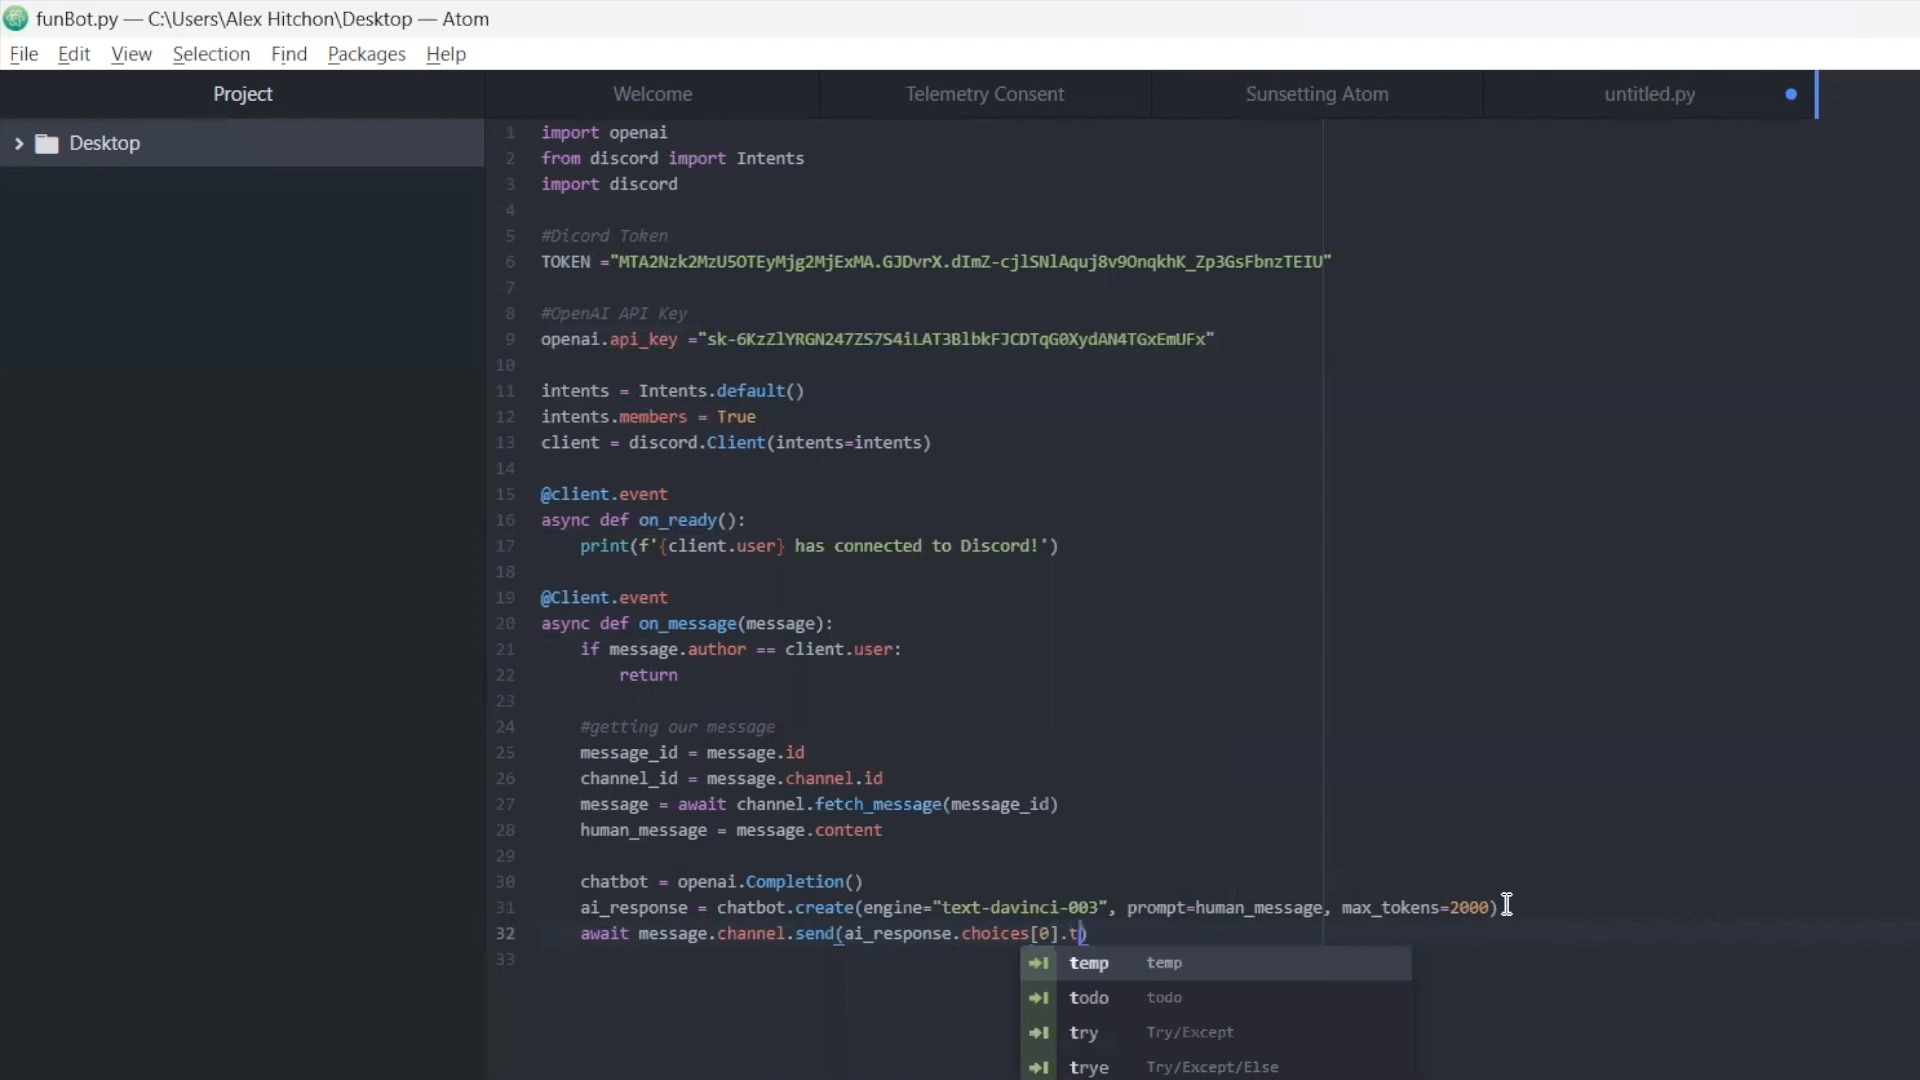 funBot.py — C:\Users\Alex Hitchon\Desktop — Atom
File Edit View Selection Find Packages Help
Project Welcome Telemetry Consent Sunsetting Atom untitled.py
Desktop
1 import openai
2 from discord import Intents
3 import discord
4
5 #Dicord Token
6 TOKEN ="MTA2Nzk2MzU5OTEyMjg2MjExMA.GJDvrX.dImZ-cjlSNlAquj8v9OnqkhK_Zp3GsFbnzTEIU"
7
8 #OpenAI API Key
9 openai.api_key ="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"
10
11 intents = Intents.default()
12 intents.members = True
13 client = discord.Client(intents=intents)
14
15 @client.event
16 async def on_ready():
17 print(f'{client.user} has connected to Discord!')
18
19 @Client.event
20 async def on_message(message):
21 if message.author == client.user:
22 return
23
24 #getting our message
25 message_id = message.id
26 channel_id = message.channel.id
27 message = await channel.fetch_message(message_id)
28 human_message = message.content
29
30 chatbot = openai.Completion()
31 ai_response = chatbot.create(engine="text-davinci-003", prompt=human_message, max_tokens=2000)
32 await message.channel.send(ai_response.choices[0].t)
33
temp temp
todo todo
try Try/Except
trye Try/Except/Else